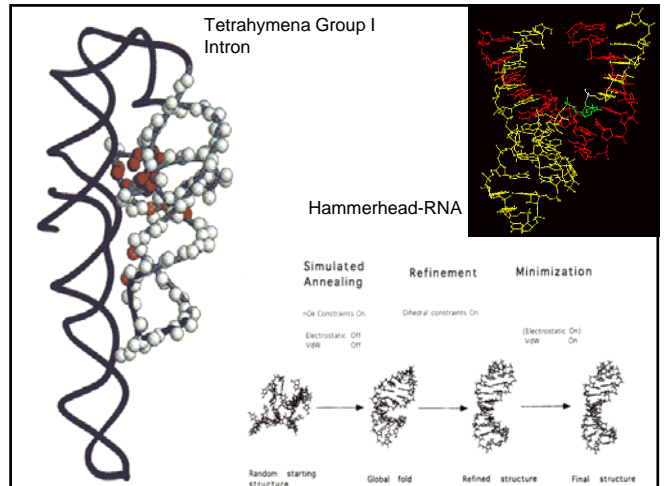 Tetrahymena Group I
Intron
Hammerhead-RNA
Simulated
Annealing
Refinement
Minimization
Constraints On
Dihedral constraints On
Electrostatic Off
VdW Off
(Electrostatic On)
VdW On
Random starting
structure
Global fold
Refined structure
Final structure